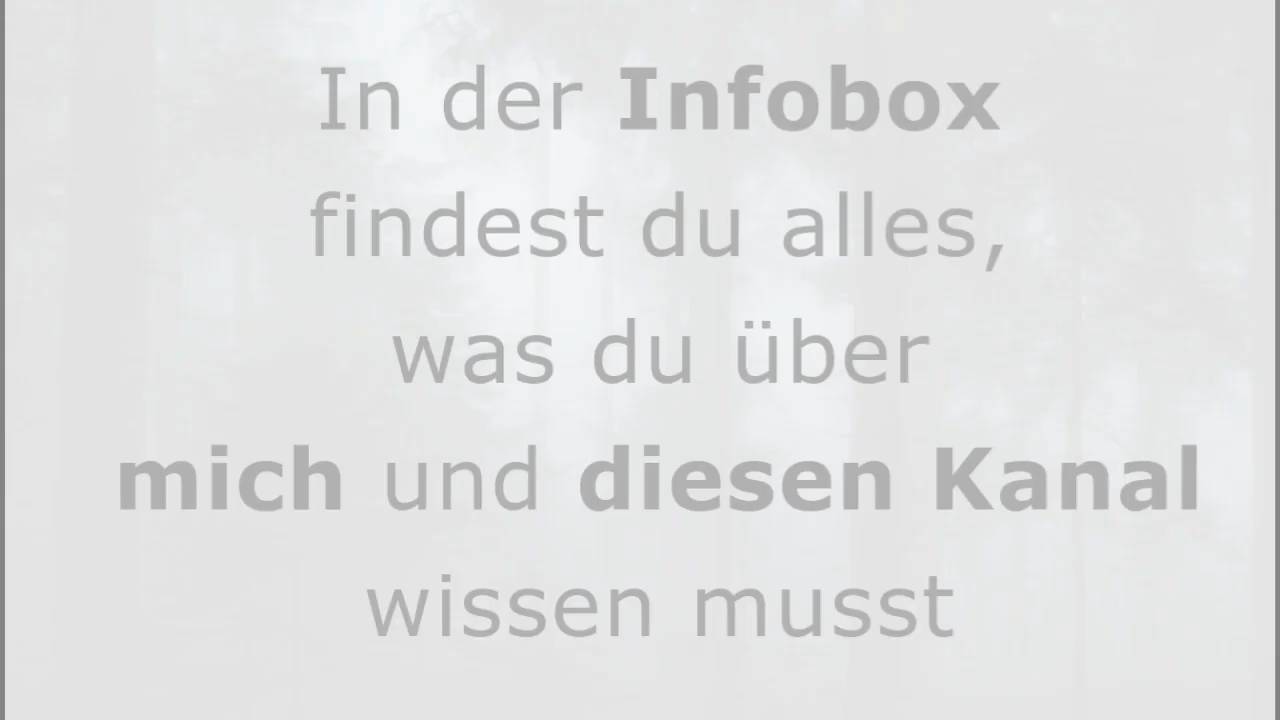 In der Infobox
findest du alles,
was du über
mich und diesen Kanal
wissen musst